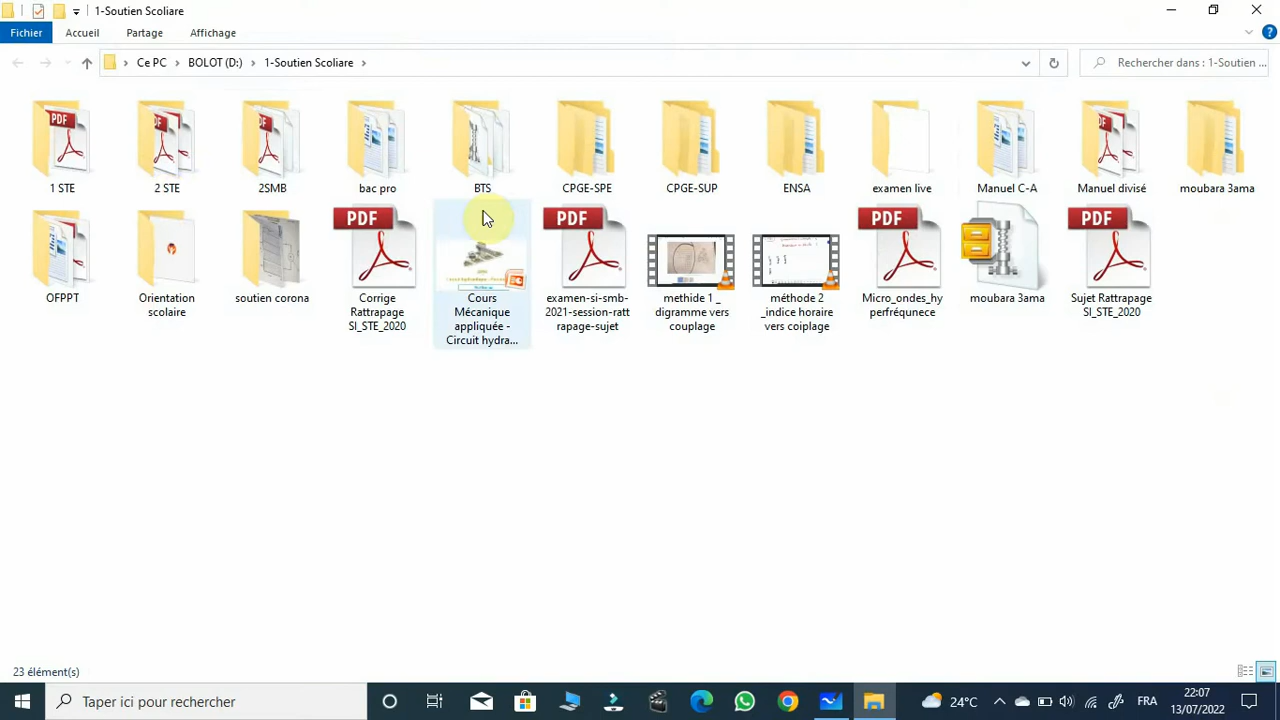 1-Soutien Scoliare
Fichier Accueil Partage Affichage
Ce PC BOLOT (D:) 1-Soutien Scoliare
Rechercher dans : 1-Soutien ...
PDF PDF PDF PDF
1 STE 2 STE 2SMB bac pro BTS CPGE-SPE CPGE-SUP ENSA examen live Manuel C-A Manuel divisé moubara 3ama
PDF PDF PDF PDF
OFPPT
Orientation
scolaire
soutien corona
Corrige
Rattrapage
SI_STE_2020
Cours
Mécanique
appliquée -
Circuit hydra...
examen-si-smb-
2021-session-ratt
rapage-sujet
methide 1 _
digramme vers
couplage
méthode 2
_indice horaire
vers coiplage
Micro_ondes_hy
perfréqunece
moubara 3ama
Sujet Rattrapage
SI_STE_2020
23 élément(s)
Taper ici pour rechercher
24°C
FRA
22:07
13/07/2022